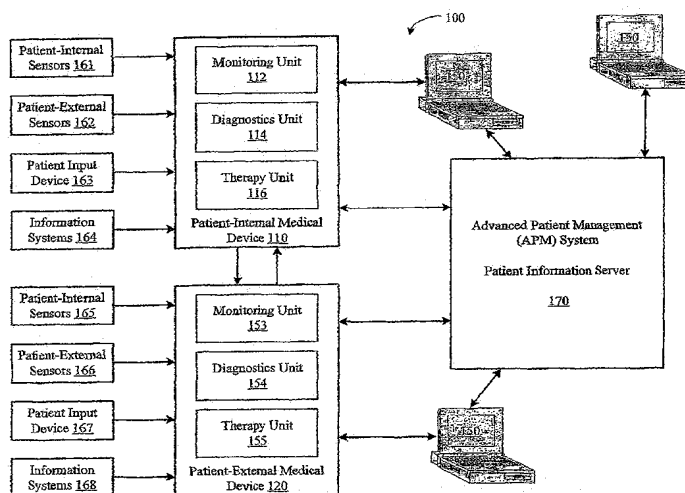 100
Patient-Internal
Sensors 161
Patient-External
Sensors 162
Patient Input
Device 163
Information
Systems 164
Monitoring Unit
112
Diagnostics Unit
114
Therapy Unit
116
Patient-Internal Medical
Device 110
Patient-Internal
Sensors 165
Patient-External
Sensors 166
Patient Input
Device 167
Information
Systems 168
Monitoring Unit
153
Diagnostics Unit
154
Therapy Unit
155
Patient-External Medical
Device 120
Advanced Patient Management
(APM) System
Patient Information Server
170